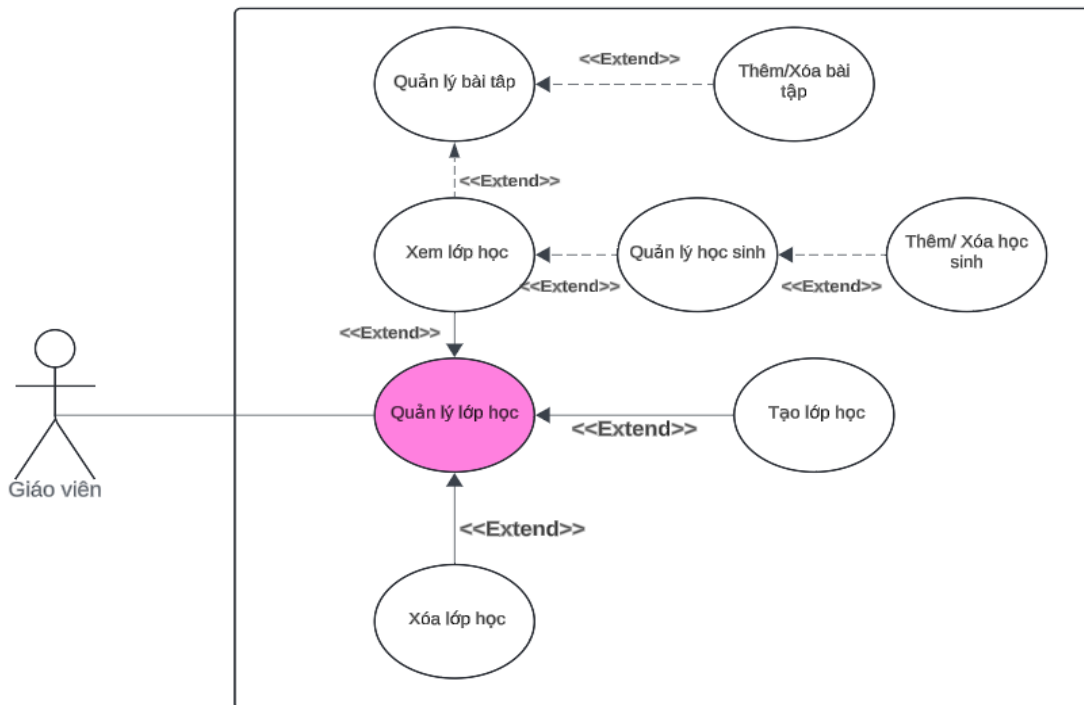 Quản lý bài tâp
<<Extend>>
Thêm/Xóa bài
tập
<<Extend>>
Xem lớp học
<<Extend>>
Quản lý học sinh
<<Extend>>
Thêm/ Xóa học
sinh
<<Extend>>
Quản lý lớp học
<<Extend>>
Tạo lớp học
Giáo viên
<<Extend>>
Xóa lớp học